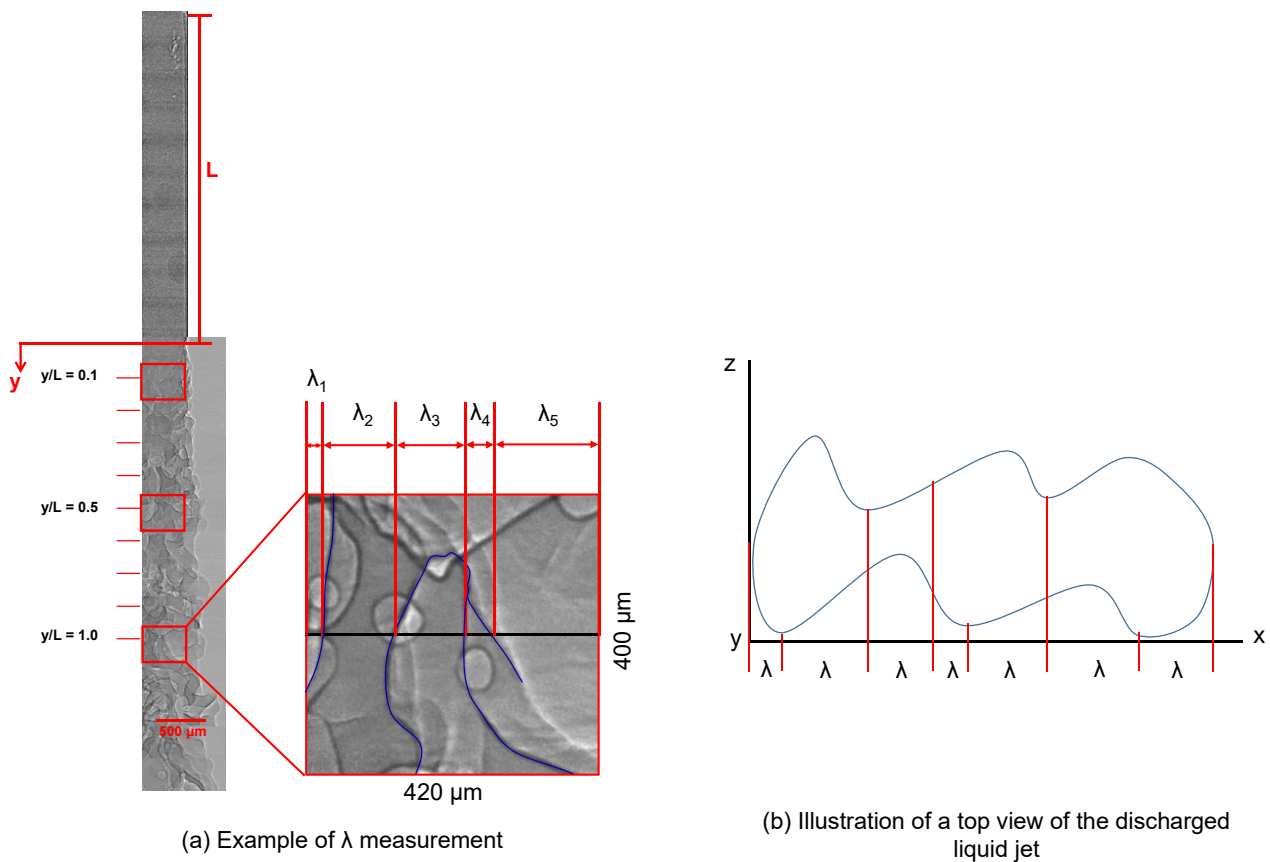 L
y
y/L = 0.1
y/L = 0.5
y/L = 1.0
500 µm
λ1
λ2
λ3
λ4
λ5
400 µm
420 µm
(a) Example of λ measurement
z
y
x
λ
λ
λ
λ
λ
λ
λ
(b) Illustration of a top view of the discharged
liquid jet